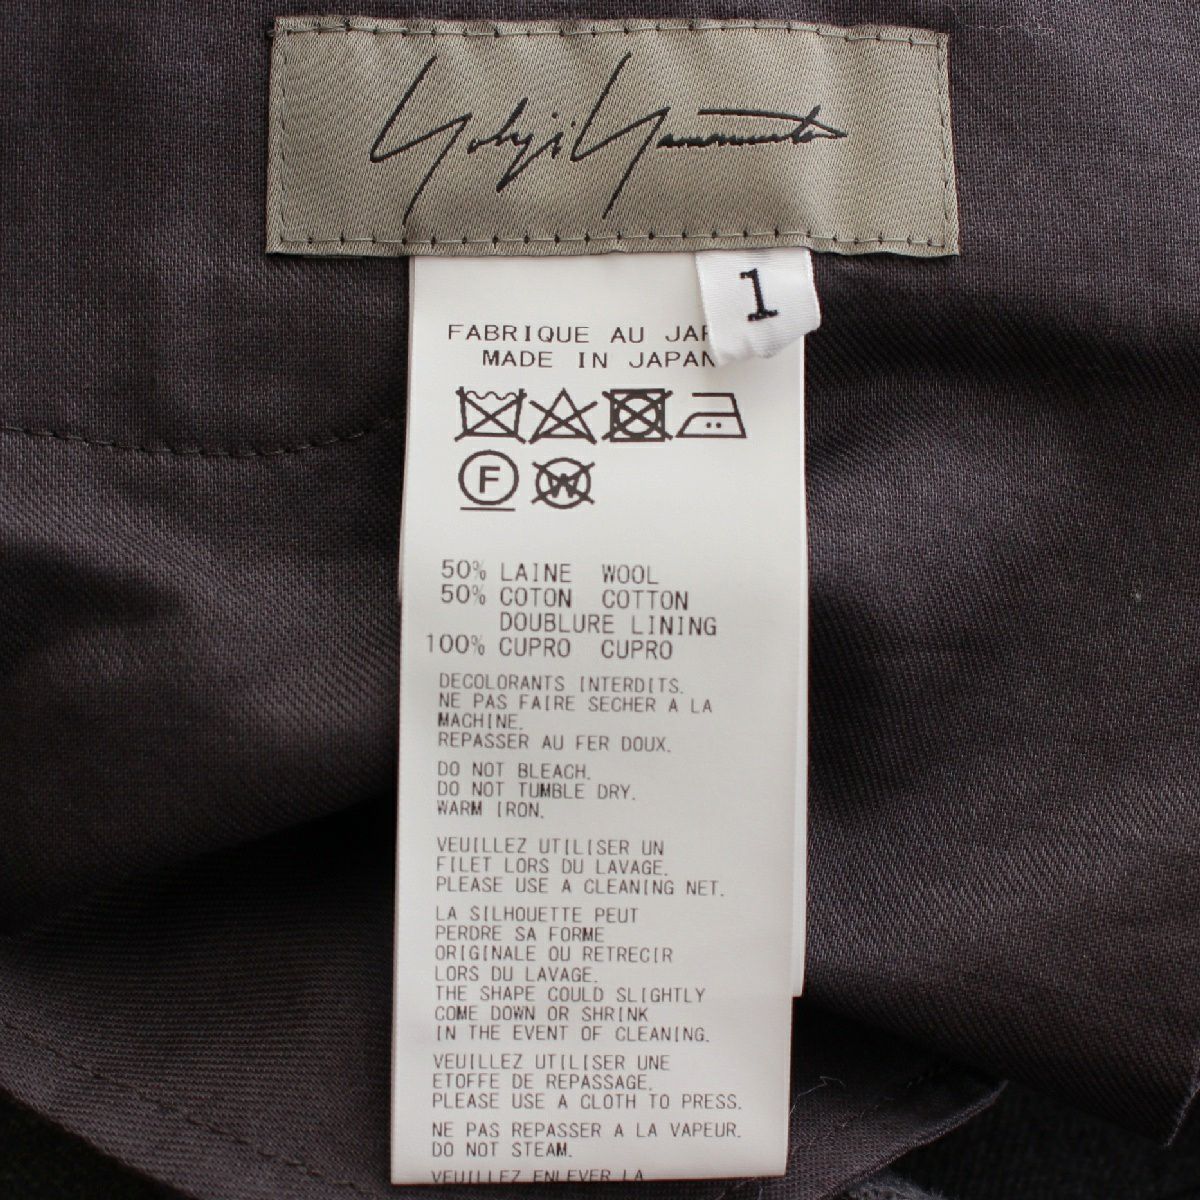 Yohji Yamamoto
1
FABRIQUE AU
MADE IN JAPAN
F
W
50% LAINE WOOL
50% COTON COTTON
DOUBLURE LINING
100% CUPRO CUPRO
DECOLORANTS INTERDITS.
NE PAS FAIRE SECHER A LA
MACHINE.
REPASSER AU FER DOUX.
DO NOT BLEACH.
DO NOT TUMBLE DRY.
WARM IRON.
VEUILLEZ UTILISER UN
FILET LORS DU LAVAGE.
PLEASE USE A CLEANING NET.
LA SILHOUETTE PEUT
PERDRE SA FORME
ORIGINALE OU RETRECIR
LORS DU LAVAGE.
THE SHAPE COULD SLIGHTLY
COME DOWN OR SHRINK
IN THE EVENT OF CLEANING.
VEUILLEZ UTILISER UNE
ETOFFE DE REPASSAGE.
PLEASE USE A CLOTH TO PRESS.
NE PAS REPASSER A LA VAPEUR.
DO NOT STEAM.
VEUILLEZ ENLEVER LA